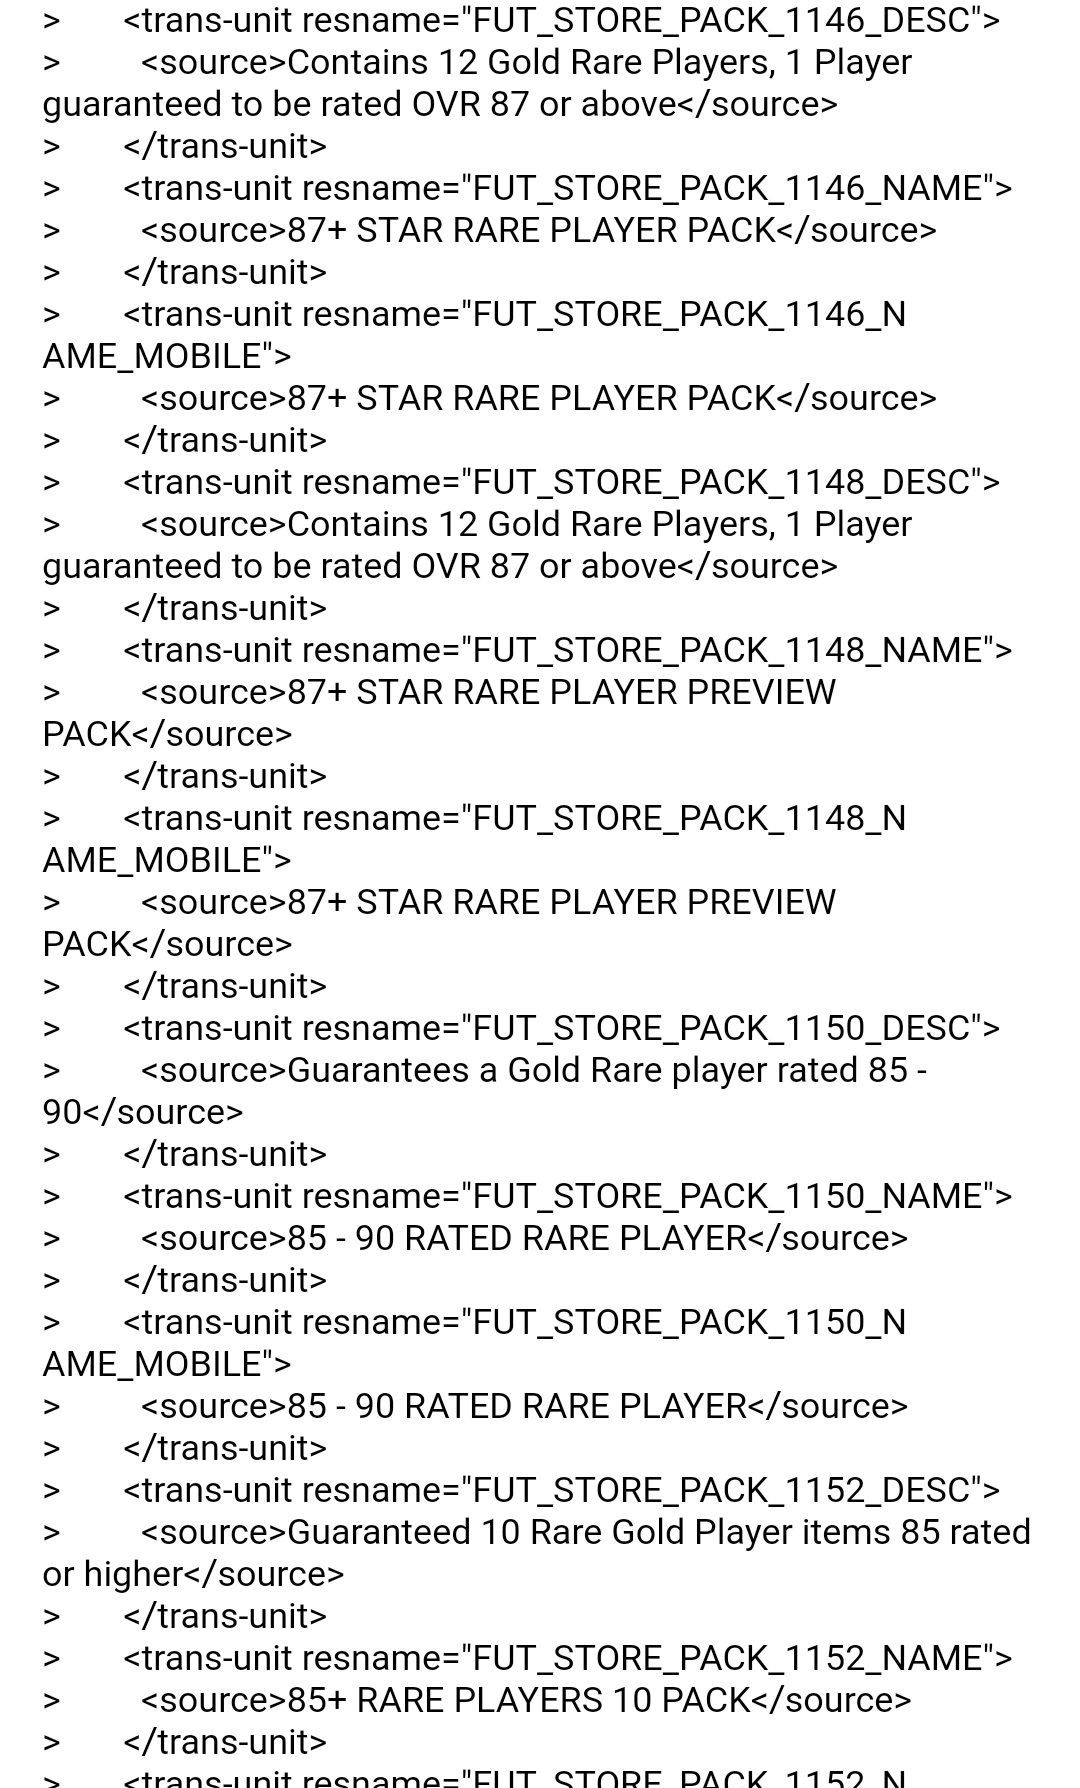 >       <trans-unit resname="FUT_STORE_PACK_1146_DESC">
>         <source>Contains 12 Gold Rare Players, 1 Player
guaranteed to be rated OVR 87 or above</source>
>       </trans-unit>
>       <trans-unit resname="FUT_STORE_PACK_1146_NAME">
>         <source>87+ STAR RARE PLAYER PACK</source>
>       </trans-unit>
>       <trans-unit resname="FUT_STORE_PACK_1146_N
AME_MOBILE">
>         <source>87+ STAR RARE PLAYER PACK</source>
>       </trans-unit>
>       <trans-unit resname="FUT_STORE_PACK_1148_DESC">
>         <source>Contains 12 Gold Rare Players, 1 Player
guaranteed to be rated OVR 87 or above</source>
>       </trans-unit>
>       <trans-unit resname="FUT_STORE_PACK_1148_NAME">
>         <source>87+ STAR RARE PLAYER PREVIEW
PACK</source>
>       </trans-unit>
>       <trans-unit resname="FUT_STORE_PACK_1148_N
AME_MOBILE">
>         <source>87+ STAR RARE PLAYER PREVIEW
PACK</source>
>       </trans-unit>
>       <trans-unit resname="FUT_STORE_PACK_1150_DESC">
>         <source>Guarantees a Gold Rare player rated 85 -
90</source>
>       </trans-unit>
>       <trans-unit resname="FUT_STORE_PACK_1150_NAME">
>         <source>85 - 90 RATED RARE PLAYER</source>
>       </trans-unit>
>       <trans-unit resname="FUT_STORE_PACK_1150_N
AME_MOBILE">
>         <source>85 - 90 RATED RARE PLAYER</source>
>       </trans-unit>
>       <trans-unit resname="FUT_STORE_PACK_1152_DESC">
>         <source>Guaranteed 10 Rare Gold Player items 85 rated
or higher</source>
>       </trans-unit>
>       <trans-unit resname="FUT_STORE_PACK_1152_NAME">
>         <source>85+ RARE PLAYERS 10 PACK</source>
>       </trans-unit>
>       <trans-unit resname="FUT_STORE_PACK_1152_N